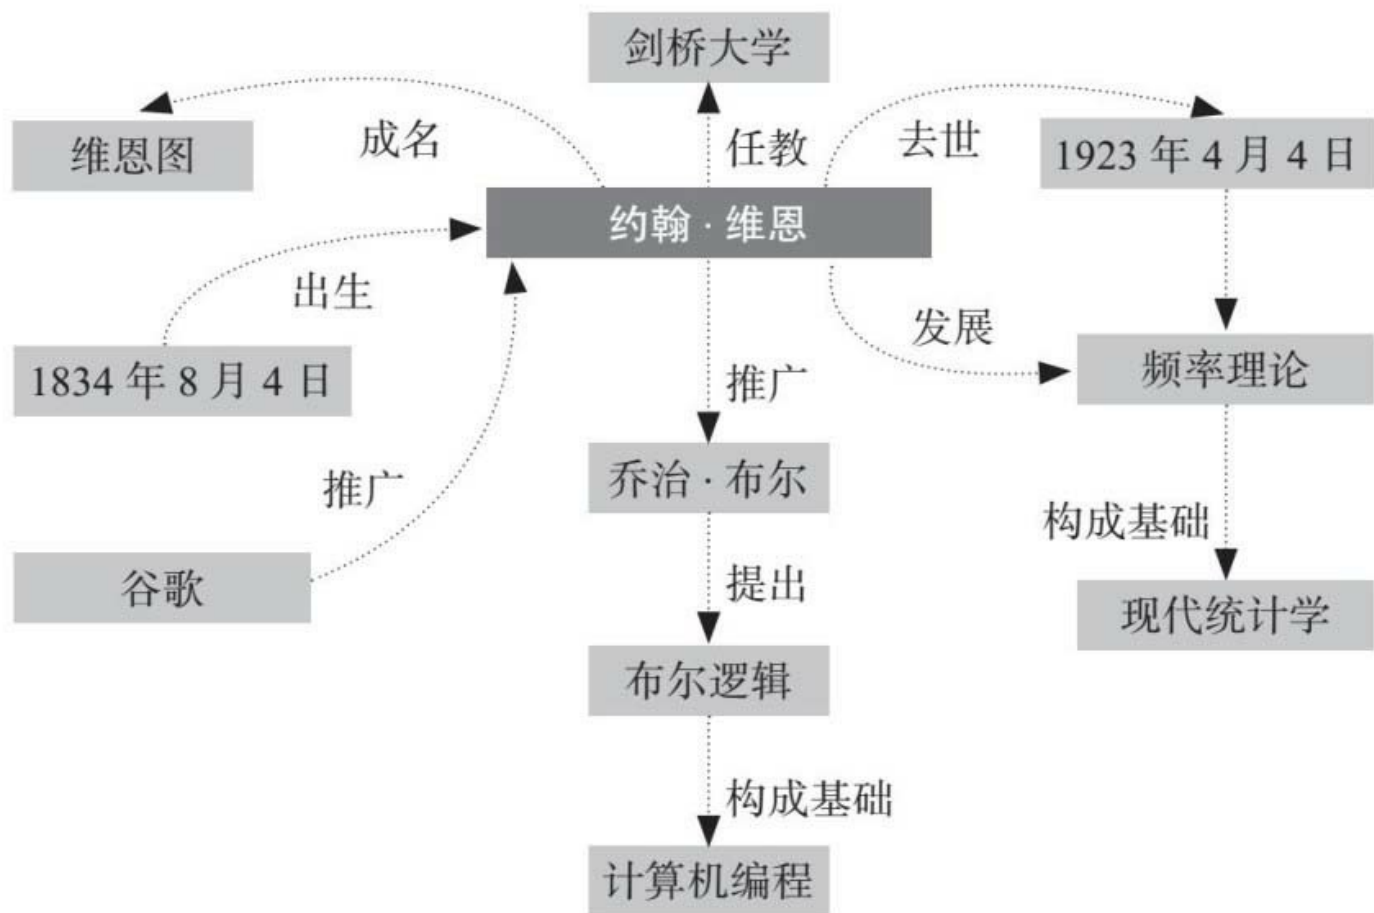 剑桥大学
成名
任教
去世
维恩图
1923 年 4 月 4 日
约翰 · 维恩
出生
发展
1834 年 8 月 4 日
推广
频率理论
推广
乔治 · 布尔
构成基础
谷歌
提出
现代统计学
布尔逻辑
构成基础
计算机编程